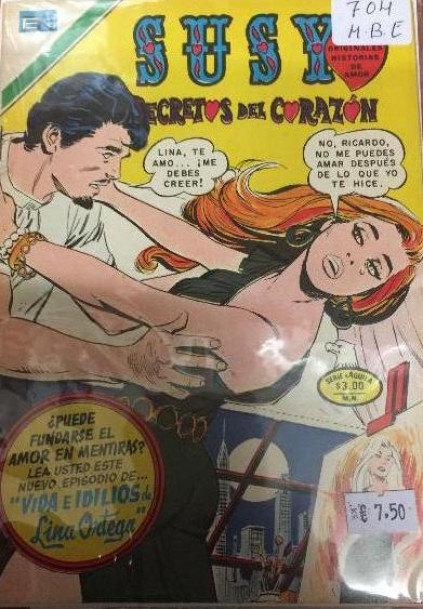 704
M.B.E
SUSY
ORIGINALES
HISTORIAS
DE
AMOR
SECRETOS DEL CORAZÓN
LINA, TE
AMO... ¡ME
DEBES
CREER!
NO, RICARDO,
NO ME PUEDES
AMAR DESPUÉS
DE LO QUE YO
TE HICE.
SERIE AGUILA
$3.00
M.N.
¿PUEDE
FUNDARSE EL
AMOR EN MENTIRAS?
LEA USTED ESTE
NUEVO EPISODIO DE...
"VIDA E IDILIOS de
Lina Ortega"
7.50